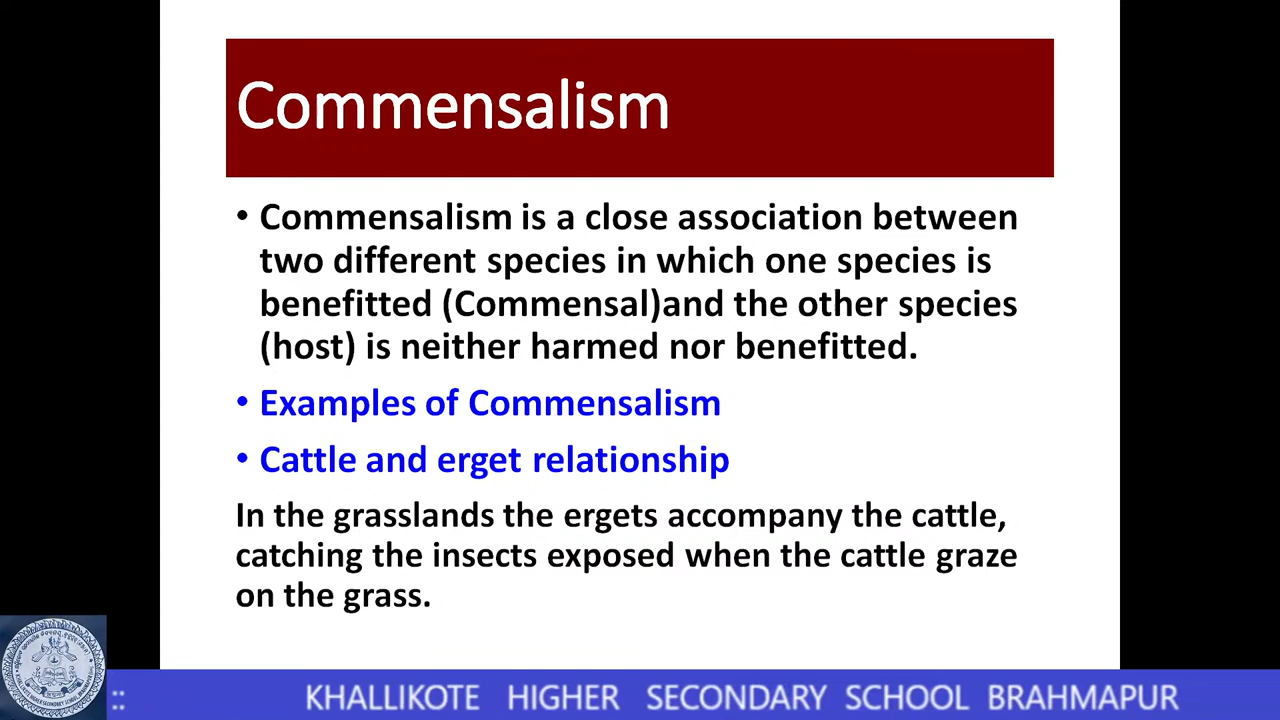 Commensalism
• Commensalism is a close association between
two different species in which one species is
benefitted (Commensal)and the other species
(host) is neither harmed nor benefitted.
• Examples of Commensalism
• Cattle and erget relationship
In the grasslands the ergets accompany the cattle,
catching the insects exposed when the cattle graze
on the grass.
:: KHALLIKOTE HIGHER SECONDARY SCHOOL BRAHMAPUR